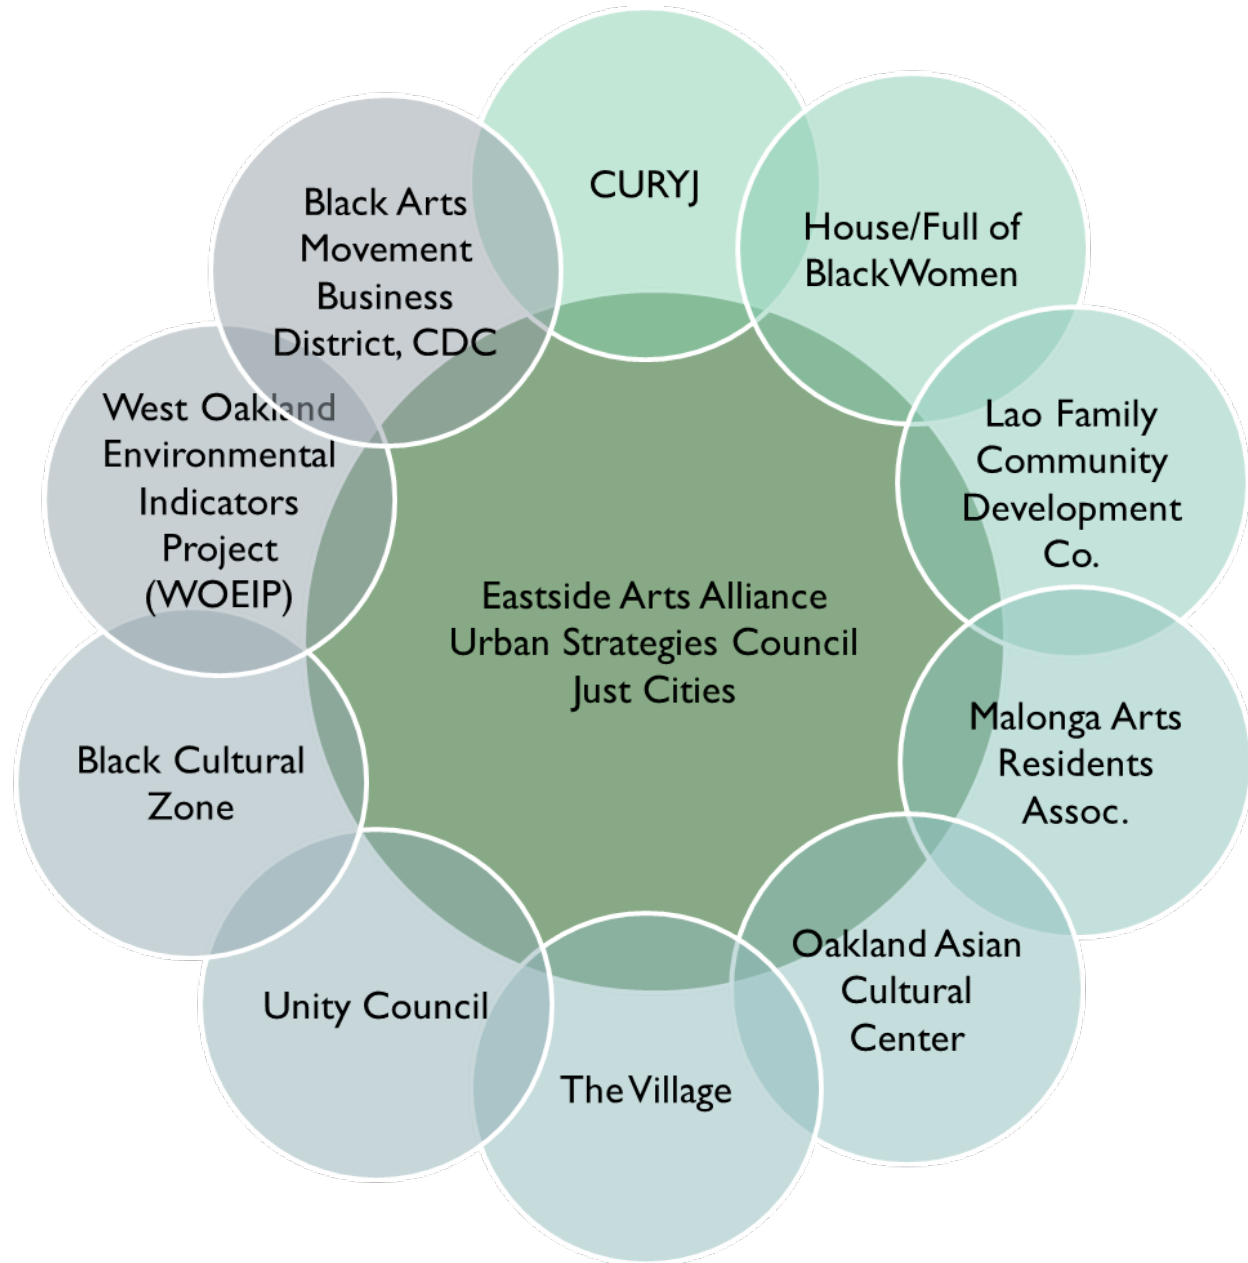 CURYJ
House/Full of
BlackWomen
Lao Family
Community
Development
Co.
Malonga Arts
Residents
Assoc.
Oakland Asian
Cultural
Center
The Village
Unity Council
Black Cultural
Zone
West Oakland
Environmental
Indicators
Project
(WOEIP)
Black Arts
Movement
Business
District, CDC
Eastside Arts Alliance
Urban Strategies Council
Just Cities